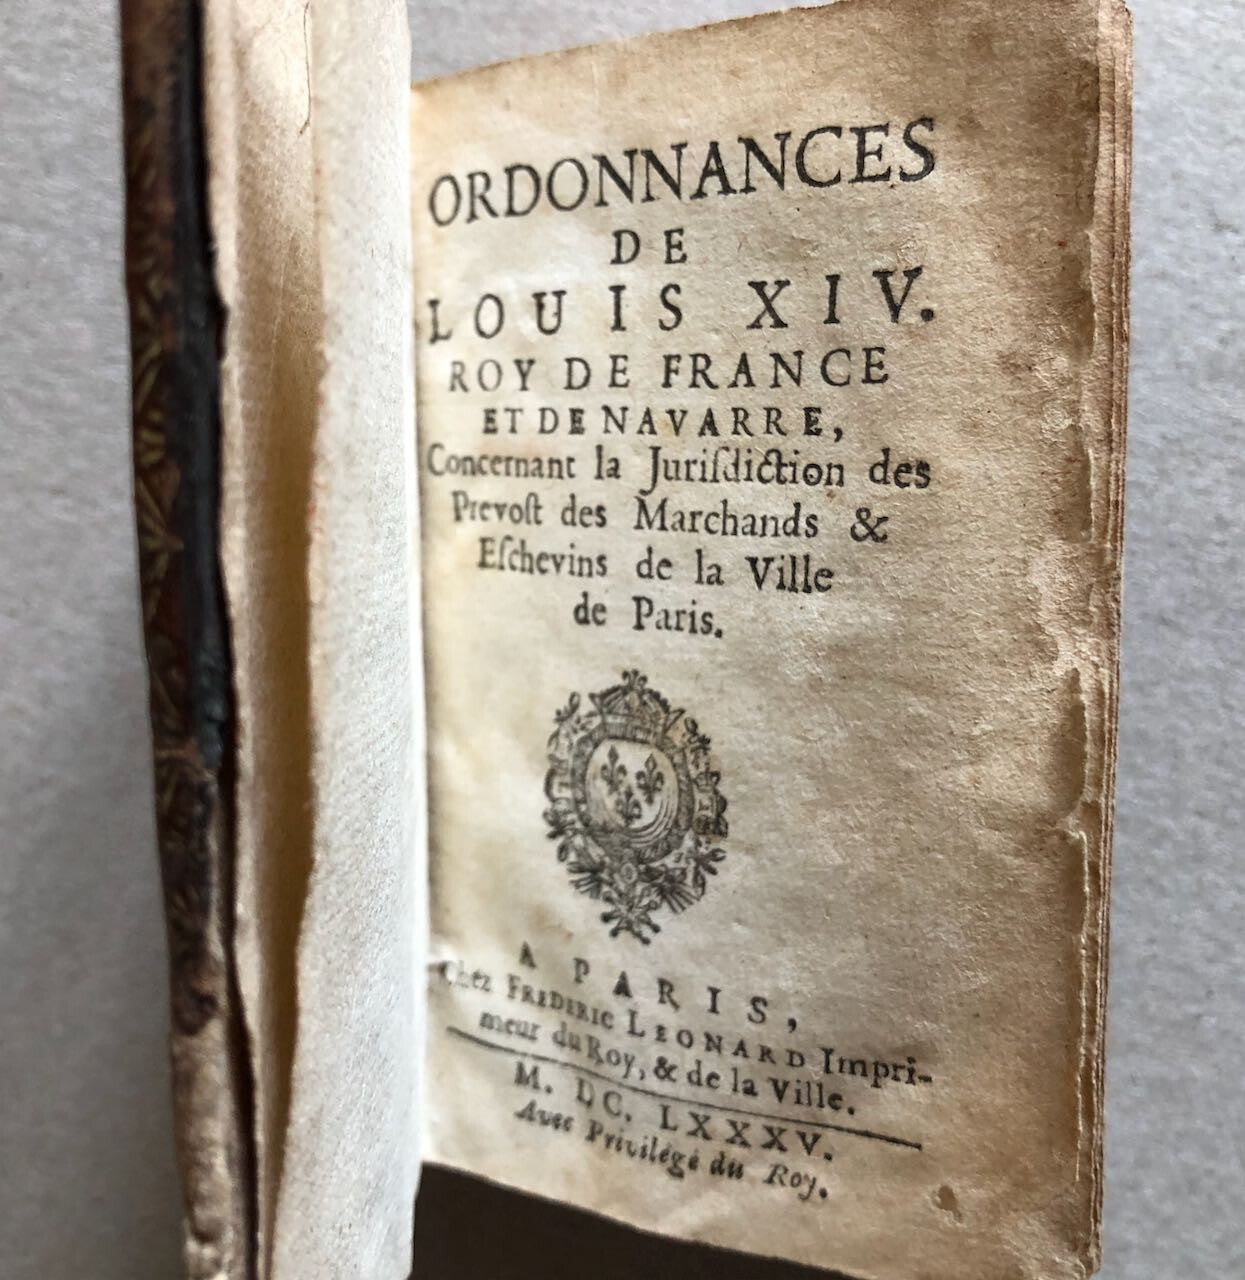 ORDONNANCES
DE
LOUIS XIV.
ROY DE FRANCE
ET DE NAVARRE,
Concernant la Juriſdiction des
Prevoſt des Marchands &
Eſchevins de la Ville
de Paris.
A PARIS,
Chez FREDERIC LEONARD Impri-
meur du Roy, & de la Ville.
M. DC. LXXXV.
Avec Privilégé du Roy.